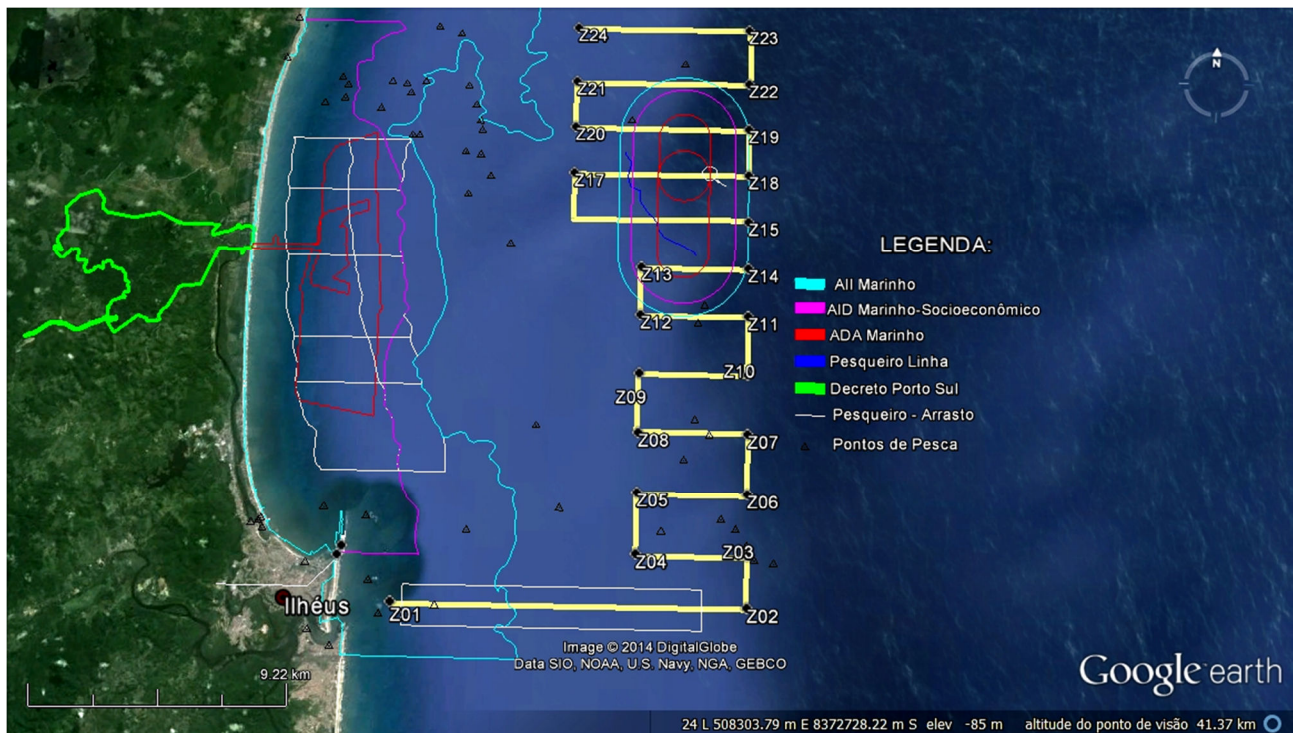 Z24
Z23
N
Z21
Z22
Z20
Z19
Z17
Z18
Z15
LEGENDA:
Z13
Z14
AII Marinho
AID Marinho-Socioeconômico
Z12
Z11
ADA Marinho
Pesqueiro Linha
Z10
Z09
Decreto Porto Sul
Pesqueiro - Arrasto
Z08
Z07
Pontos de Pesca
Z05
Z06
Z04
Z03
Ilhéus
Z01
Z02
Image © 2014 DigitalGlobe
Data SIO, NOAA, U.S. Navy, NGA, GEBCO
9.22 km
Google earth
24 L 508303.79 m E 8372728.22 m S elev -85 m altitude do ponto de visão 41.37 km